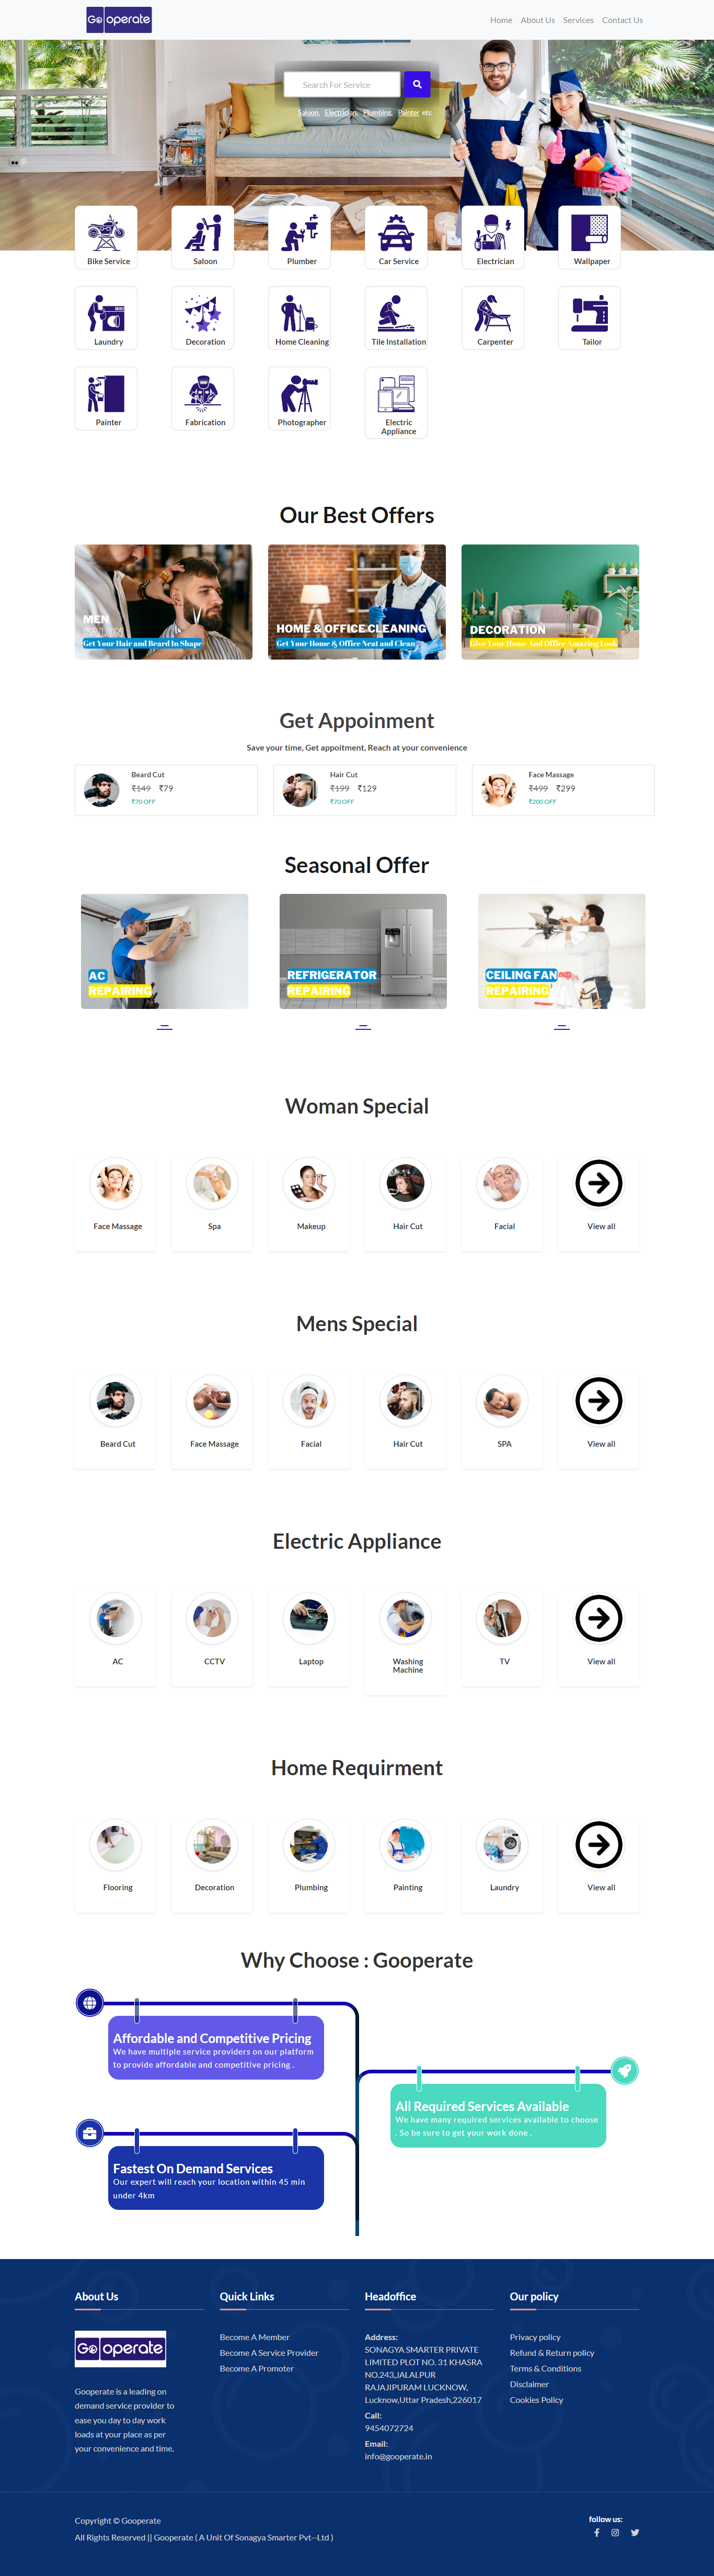 Go operate
Home About Us Services Contact Us
Search For Service
Saloon, Electrician, Plumbing, Painter etc
Bike Service
Saloon
Plumber
Car Service
Electrician
Wallpaper
Laundry
Decoration
Home Cleaning
Tile Installation
Carpenter
Tailor
Painter
Fabrication
Photographer
Electric
Appliance
Our Best Offers
MEN
Get Your Hair and Beard In Shape
HOME & OFFICE CLEANING
Get Your Home & Office Neat and Clean
DECORATION
Give Your Home And Office Amazing Look
Get Appoinment
Save your time, Get appoitment, Reach at your convenience
Beard Cut
₹149 ₹79
₹70 OFF
Hair Cut
₹199 ₹129
₹70 OFF
Face Massage
₹499 ₹299
₹200 OFF
Seasonal Offer
AC
REPAIRING
REFRIGERATOR
REPAIRING
CEILING FAN
REPAIRING
Woman Special
Face Massage
Spa
Makeup
Hair Cut
Facial
View all
Mens Special
Beard Cut
Face Massage
Facial
Hair Cut
SPA
View all
Electric Appliance
AC
CCTV
Laptop
Washing
Machine
TV
View all
Home Requirment
Flooring
Decoration
Plumbing
Painting
Laundry
View all
Why Choose : Gooperate
Affordable and Competitive Pricing
We have multiple service providers on our platform
to provide affordable and competitive pricing .
All Required Services Available
We have many required services available to choose
. So be sure to get your work done .
Fastest On Demand Services
Our expert will reach your location within 45 min
under 4km
About Us
Go operate
Gooperate is a leading on
demand service provider to
ease you day to day work
loads at your place as per
your convenience and time.
Quick Links
Become A Member
Become A Service Provider
Become A Promoter
Headoffice
Address:
SONAGYA SMARTER PRIVATE
LIMITED PLOT NO. 31 KHASRA
NO.243,JALALPUR
RAJAJIPURAM LUCKNOW,
Lucknow,Uttar Pradesh,226017
Call:
9454072724
Email:
info@gooperate.in
Our policy
Privacy policy
Refund & Return policy
Terms & Conditions
Disclaimer
Cookies Policy
Copyright © Gooperate
All Rights Reserved || Gooperate ( A Unit Of Sonagya Smarter Pvt--Ltd )
follow us: